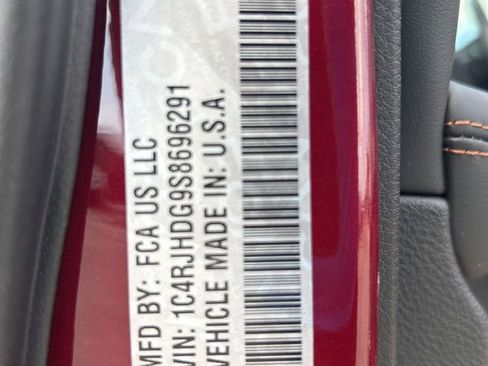 MFD BY: FCA US LLC
VIN: 1C4RJHDG9S8696291
VEHICLE MADE IN: U.S.A.